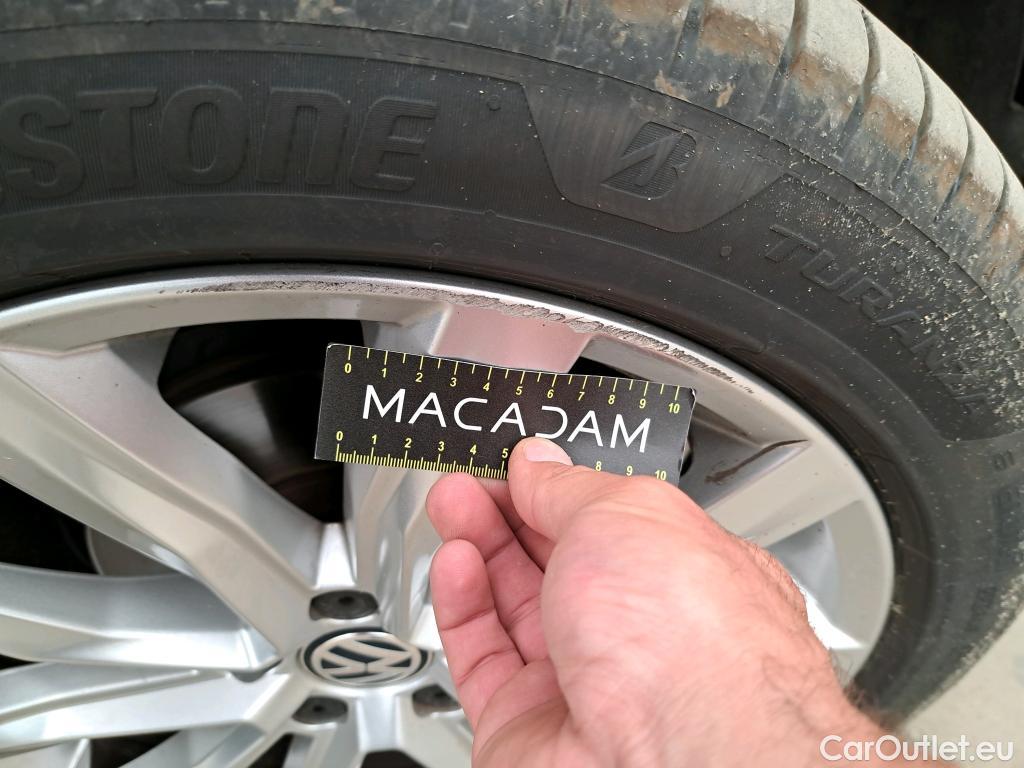 STONE
B
TURANZA
0 1 2 3 4 5 6 7 8 9 10
MACADAM
0 1 2 3 4 5 8 9 10
CarOutlet.eu